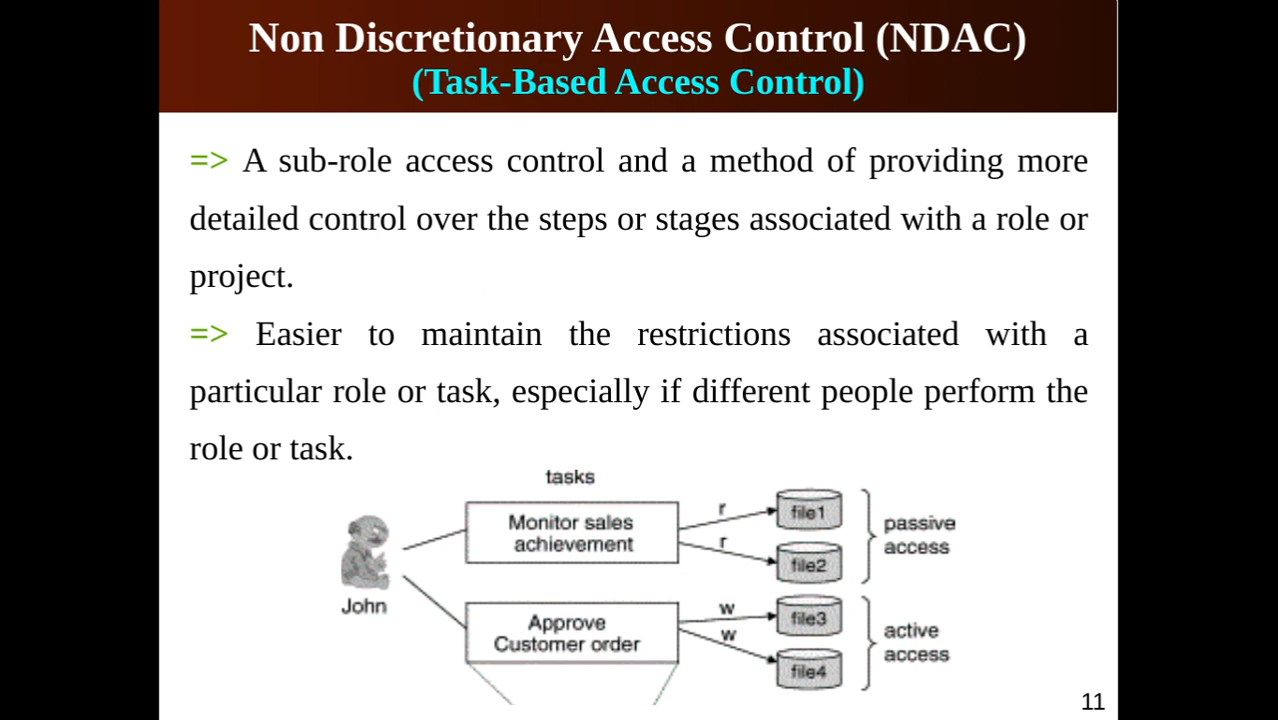 Non Discretionary Access Control (NDAC)
(Task-Based Access Control)
=> A sub-role access control and a method of providing more
detailed control over the steps or stages associated with a role or
project.
=> Easier to maintain the restrictions associated with a
particular role or task, especially if different people perform the
role or task.
tasks
Monitor sales
achievement
r
r
file1
file2
passive
access
John
Approve
Customer order
w
w
file3
file4
active
access
11